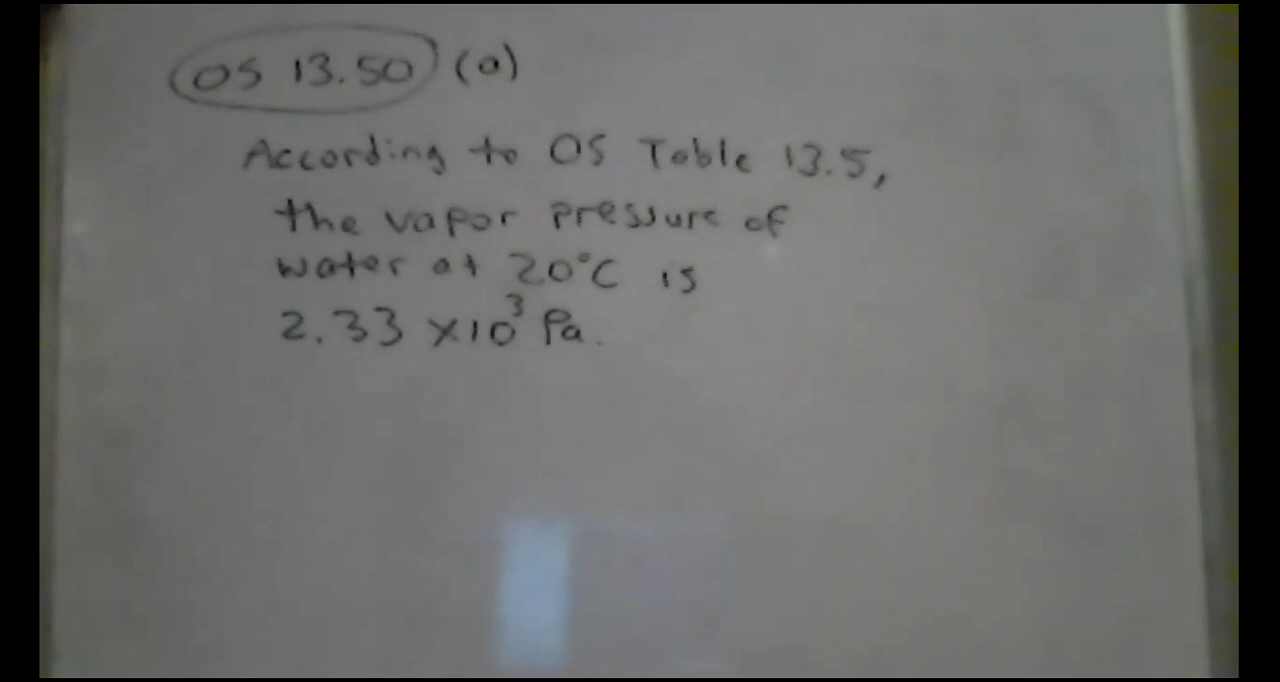 OS 13.50 (a)
According to OS Table 13.5,
the vapor pressure of
water at 20°C is
2.33 ×10³ Pa.